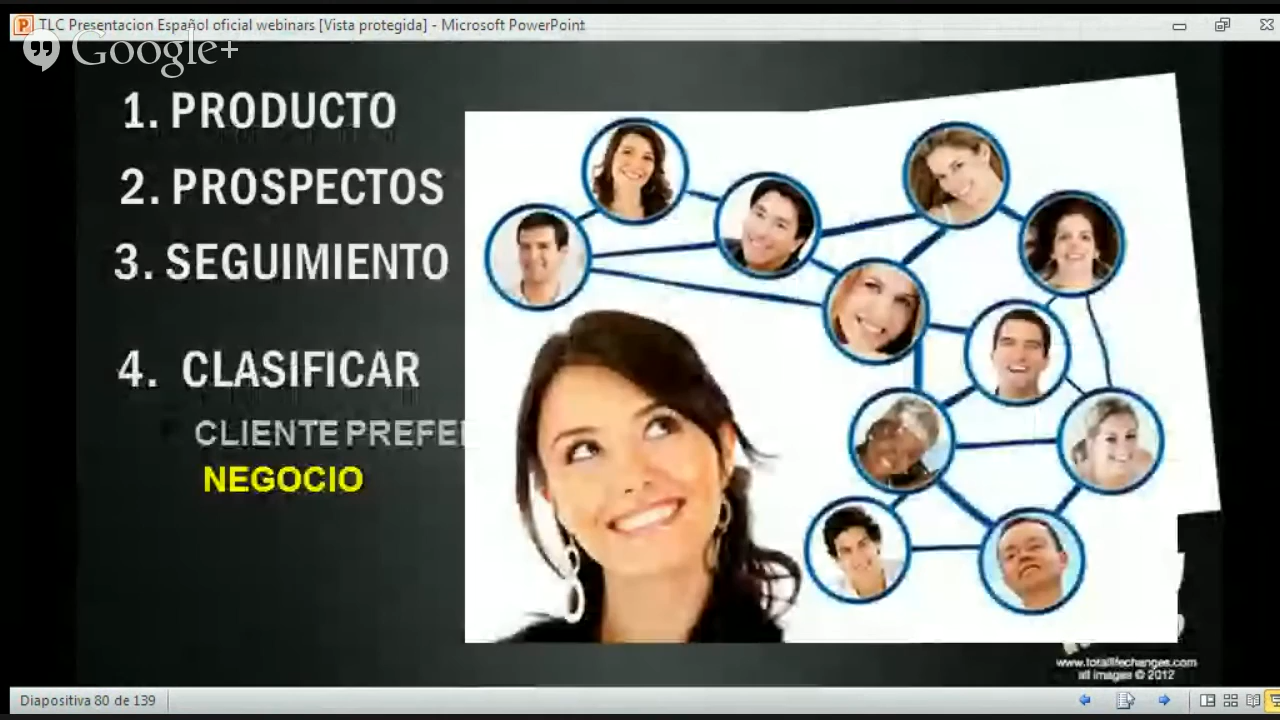 TLC Presentacion Español oficial webinars [Vista protegida] - Microsoft PowerPoint
Google+
1. PRODUCTO
2. PROSPECTOS
3. SEGUIMIENTO
4. CLASIFICAR
CLIENTE PREFE
NEGOCIO
www.totallifechanges.com
all images © 2012
Diapositiva 80 de 139